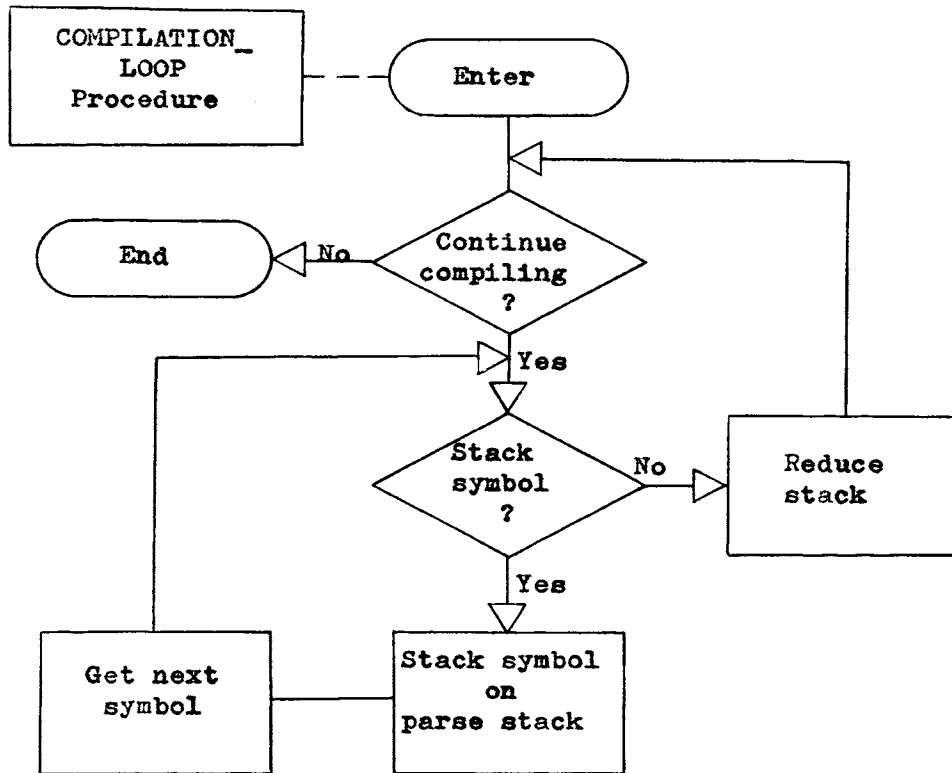 COMPILATION_
LOOP
Procedure
Enter
End
No
Continue
compiling
?
Yes
Stack
symbol
?
No
Reduce
stack
Yes
Get next
symbol
Stack symbol
on
parse stack